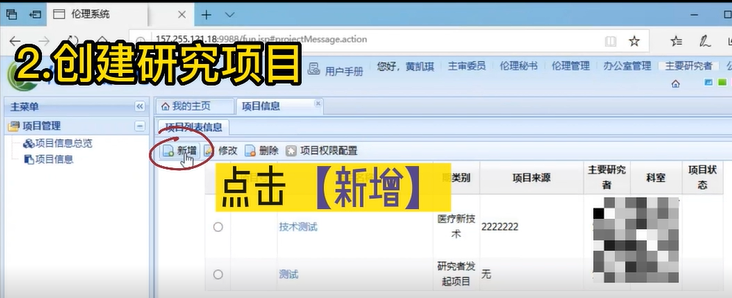 伦理系统
157.255.121.18:9988/fun.jsp#projectMessage.action
2.创建研究项目
用户手册
您好，黄凯琪
主审委员
伦理秘书
伦理管理
办公室管理
主要研究者
主菜单
我的主页
项目信息
项目管理
项目信息总览
项目信息
项目列表信息
新增
修改
删除
项目权限配置
点击【新增】
类别
项目来源
主要研究者
科室
项目状态
技术测试
医疗新技术
2222222
测试
研究者发起项目
无